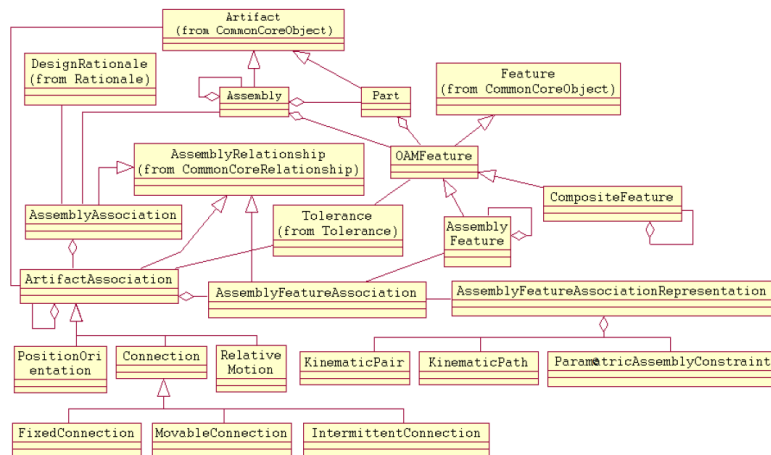 Artifact
(from CommonCoreObject)
DesignRationale
(from Rationale)
Feature
(from CommonCoreObject)
Assembly
Part
AssemblyRelationship
(from CommonCoreRelationship)
OAMFeature
CompositeFeature
AssemblyAssociation
Tolerance
(from Tolerance)
Assembly
Feature
ArtifactAssociation
AssemblyFeatureAssociation
AssemblyFeatureAssociationRepresentation
PositionOri
entation
Connection
Relative
Motion
KinematicPair
KinematicPath
ParametricAssemblyConstraint
FixedConnection
MovableConnection
IntermittentConnection